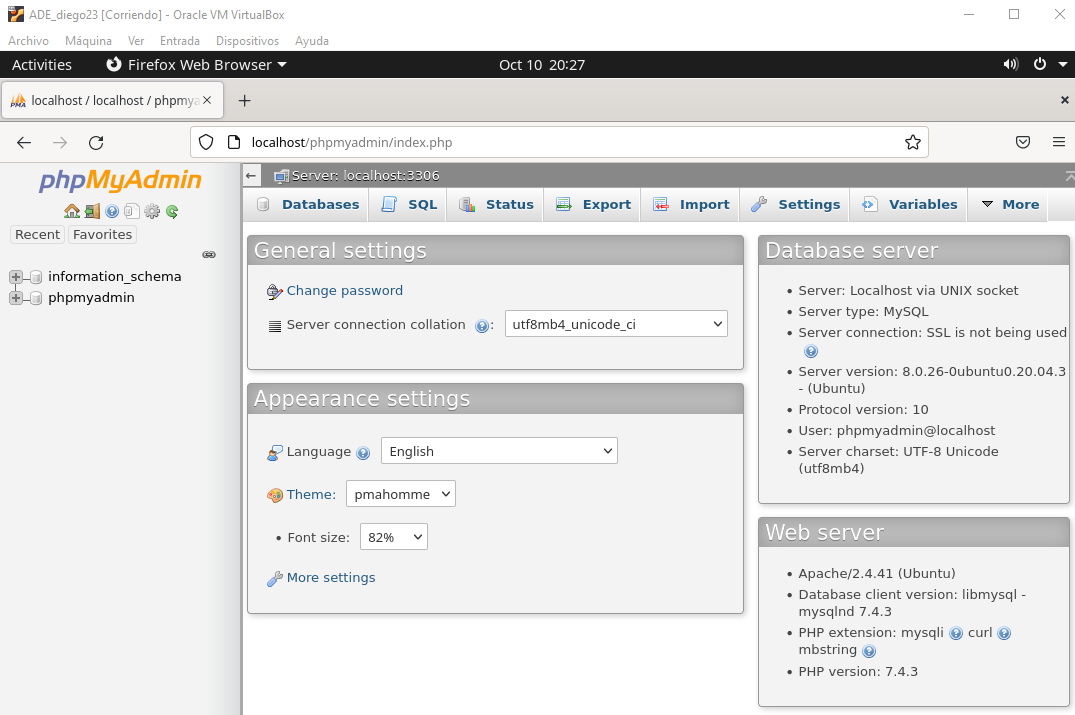 ADE_diego23 [Corriendo] - Oracle VM VirtualBox
Archivo Máquina Ver Entrada Dispositivos Ayuda
Activities Firefox Web Browser Oct 10 20:27
localhost / localhost / phpmya
localhost/phpmyadmin/index.php
phpMyAdmin
Recent Favorites
information_schema
phpmyadmin
Server: localhost:3306
Databases SQL Status Export Import Settings Variables More
General settings
Change password
Server connection collation : utf8mb4_unicode_ci
Appearance settings
Language English
Theme: pmahomme
• Font size: 82%
More settings
Database server
• Server: Localhost via UNIX socket
• Server type: MySQL
• Server connection: SSL is not being used
• Server version: 8.0.26-0ubuntu0.20.04.3
- (Ubuntu)
• Protocol version: 10
• User: phpmyadmin@localhost
• Server charset: UTF-8 Unicode
(utf8mb4)
Web server
• Apache/2.4.41 (Ubuntu)
• Database client version: libmysql -
mysqlnd 7.4.3
• PHP extension: mysqli curl
mbstring
• PHP version: 7.4.3